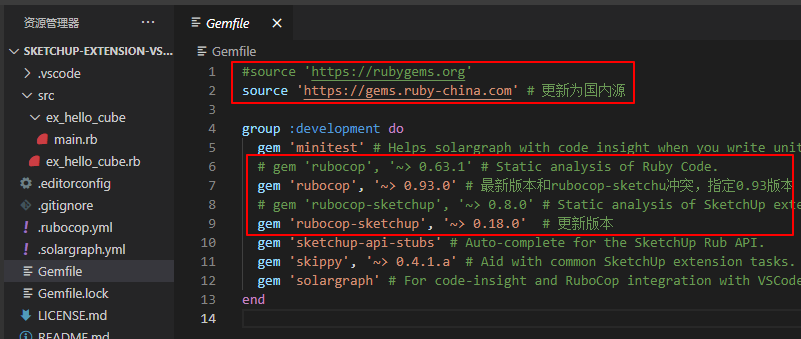 资源管理器
SKETCHUP-EXTENSION-VS...
.vscode
src
ex_hello_cube
main.rb
ex_hello_cube.rb
.editorconfig
.gitignore
.rubocop.yml
.solargraph.yml
Gemfile
Gemfile.lock
LICENSE.md
README.md
Gemfile
Gemfile
1 #source 'https://rubygems.org'
2 source 'https://gems.ruby-china.com' # 更新为国内源
3
4 group :development do
5 gem 'minitest' # Helps solargraph with code insight when you write unit
6 # gem 'rubocop', '~> 0.63.1' # Static analysis of Ruby Code.
7 gem 'rubocop', '~> 0.93.0' # 最新版本和rubocop-sketchu冲突，指定0.93版本
8 # gem 'rubocop-sketchup', '~> 0.8.0' # Static analysis of SketchUp exte
9 gem 'rubocop-sketchup', '~> 0.18.0' # 更新版本
10 gem 'sketchup-api-stubs' # Auto-complete for the SketchUp Rub API.
11 gem 'skippy', '~> 0.4.1.a' # Aid with common SketchUp extension tasks.
12 gem 'solargraph' # For code-insight and RuboCop integration with VSCode
13 end
14